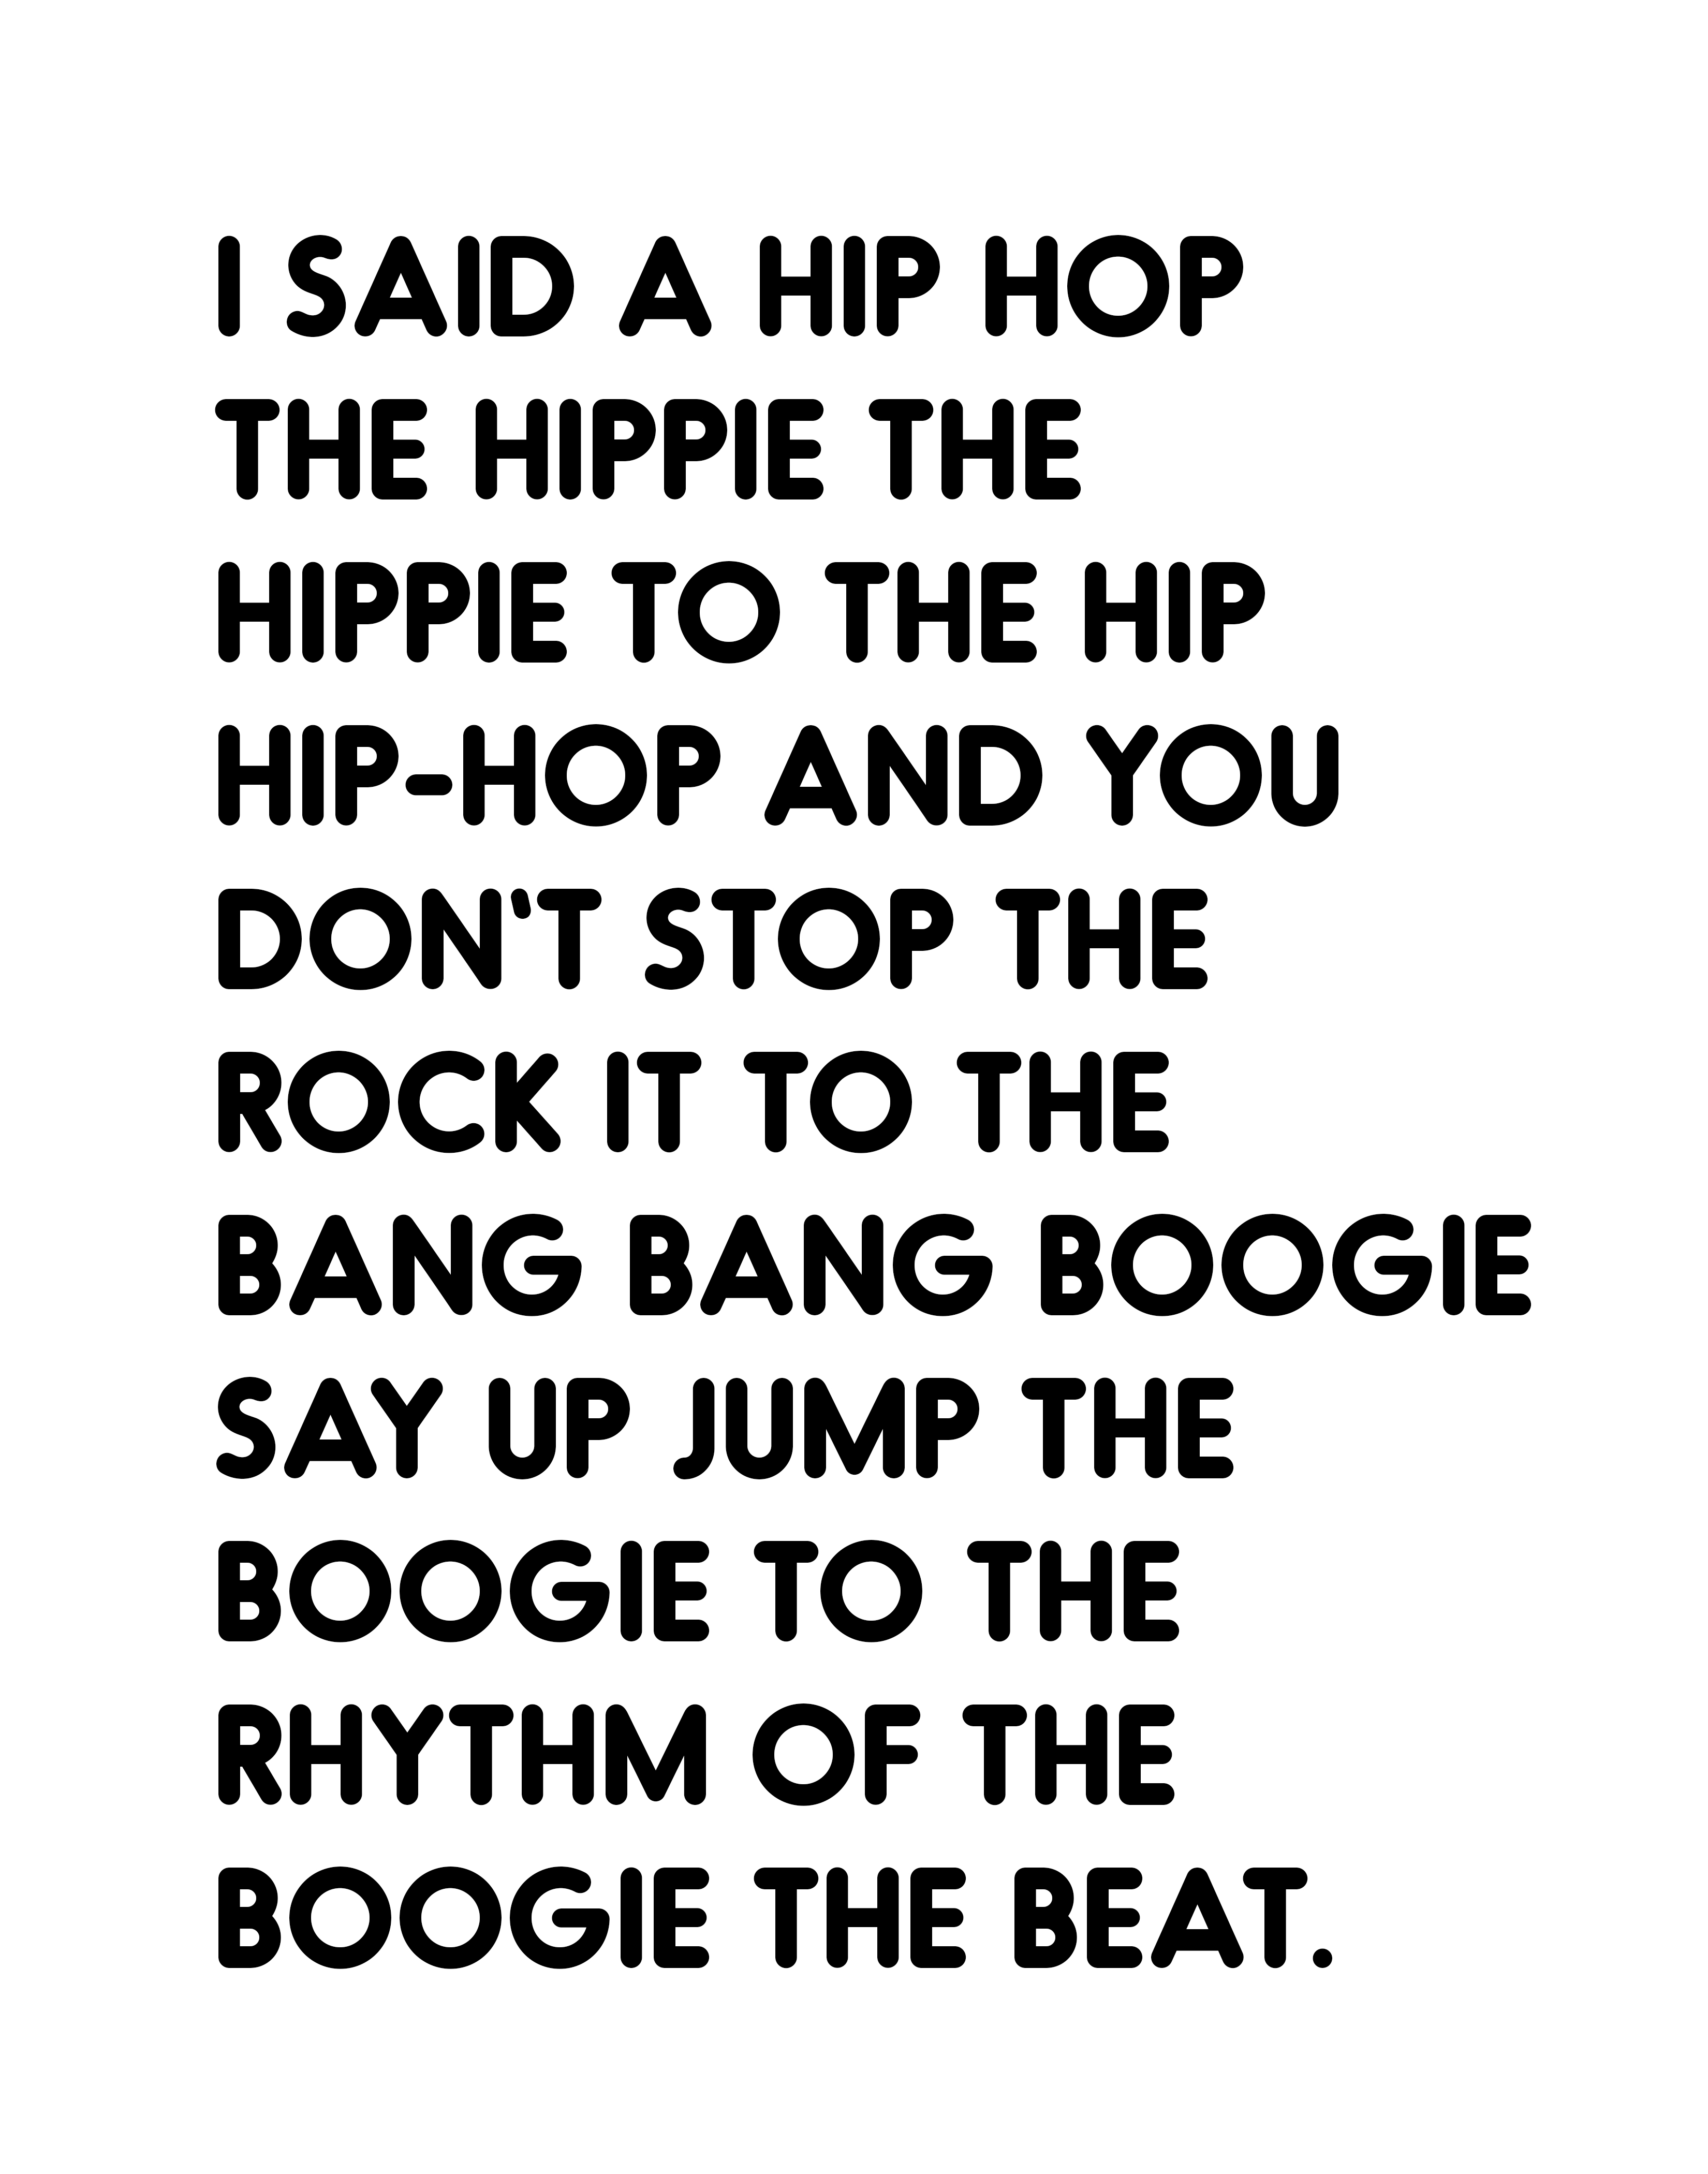 I SAID A HIP HOP
THE HIPPIE THE
HIPPIE TO THE HIP
HIP-HOP AND YOU
DON'T STOP THE
ROCK IT TO THE
BANG BANG BOOGIE
SAY UP JUMP THE
BOOGIE TO THE
RHYTHM OF THE
BOOGIE THE BEAT.